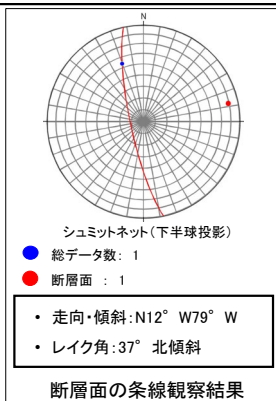 N
シュミットネット(下半球投影)
総データ数: 1
断層面 : 1
・ 走向・傾斜:N12° W79° W
・ レイク角:37° 北傾斜
断層面の条線観察結果